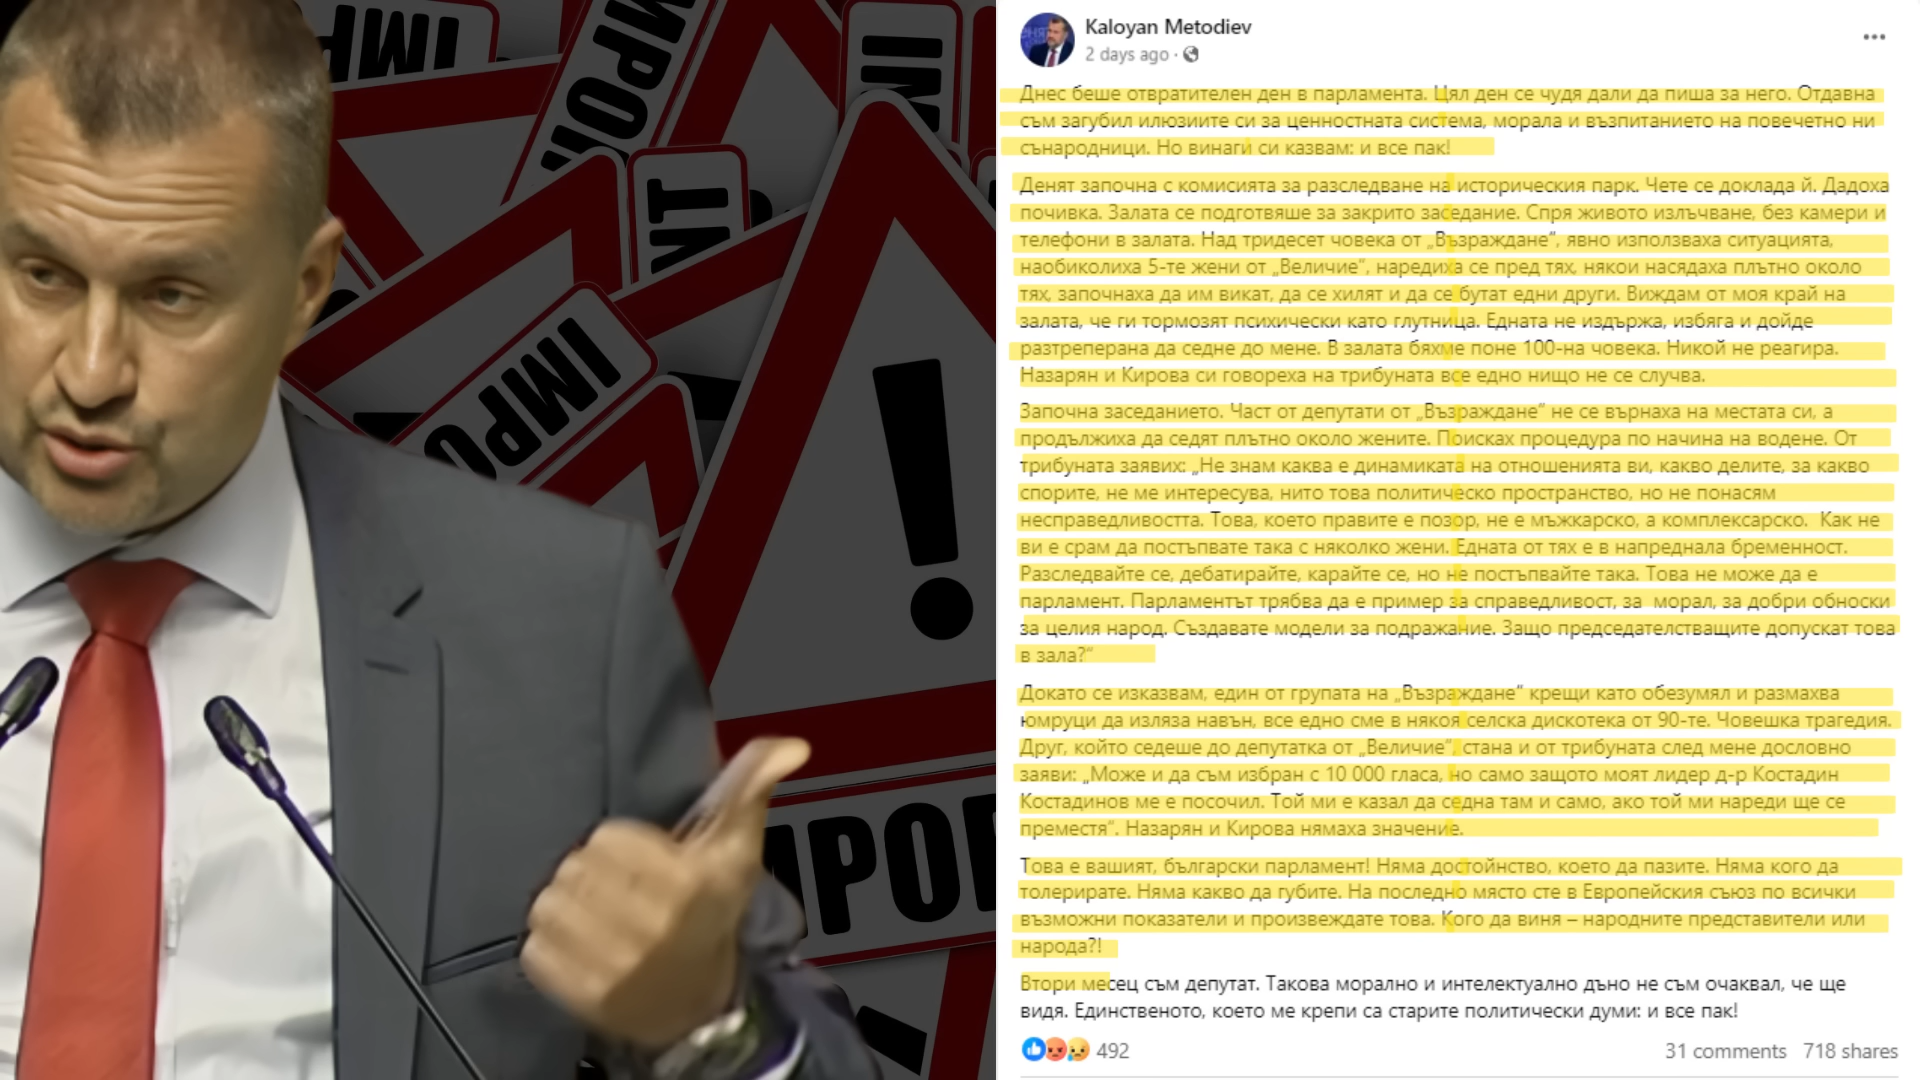 IMPO
IMPOR
IM
NT
IMPO
IMPOR
Kaloyan Metodiev
2 days ago
Днес беше отвратителен ден в парламента. Цял ден се чудя дали да пиша за него. Отдавна
съм загубил илюзиите си за ценностната система, морала и възпитанието на повечетно ни
сънародници. Но винаги си казвам: и все пак!
Денят започна с комисията за разследване на историческия парк. Чете се доклада й. Дадоха
почивка. Залата се подготвяше за закрито заседание. Спря живото излъчване, без камери и
телефони в залата. Над тридесет човека от „Възраждане“, явно използваха ситуацията,
наобиколиха 5-те жени от „Величие“, наредиха се пред тях, някои насядаха плътно около
тях, започнаха да им викат, да се хилят и да се бутат едни други. Виждам от моя край на
залата, че ги тормозят психически като глутница. Едната не издържа, избяга и дойде
разтреперана да седне до мене. В залата бяхме поне 100-на човека. Никой не реагира.
Назарян и Кирова си говореха на трибуната все едно нищо не се случва.
Започна заседанието. Част от депутати от „Възраждане“ не се върнаха на местата си, а
продължиха да седят плътно около жените. Поисках процедура по начина на водене. От
трибуната заявих: „Не знам каква е динамиката на отношенията ви, какво делите, за какво
спорите, не ме интересува, нито това политическо пространство, но не понасям
несправедливостта. Това, което правите е позор, не е мъжкарско, а комплексарско. Как не
ви е срам да постъпвате така с няколко жени. Едната от тях е в напреднала бременност.
Разследвайте се, дебатирайте, карайте се, но не постъпвайте така. Това не може да е
парламент. Парламентът трябва да е пример за справедливост, за морал, за добри обноски
за целия народ. Създавате модели за подражание. Защо председателстващите допускат това
в зала?“
Докато се изказвам, един от групата на „Възраждане“ крещи като обезумял и размахва
юмруци да изляза навън, все едно сме в някоя селска дискотека от 90-те. Човешка трагедия.
Друг, който седеше до депутатка от „Величие“, стана и от трибуната след мене дословно
заяви: „Може и да съм избран с 10 000 гласа, но само защото моят лидер д-р Костадин
Костадинов ме е посочил. Той ми е казал да седна там и само, ако той ми нареди ще се
преместя“. Назарян и Кирова нямаха значение.
Това е вашият, български парламент! Няма достойнство, което да пазите. Няма кого да
толерирате. Няма какво да губите. На последно място сте в Европейския съюз по всички
възможни показатели и произвеждате това. Кого да виня – народните представители или
народа?!
Втори месец съм депутат. Такова морално и интелектуално дъно не съм очаквал, че ще
видя. Единственото, което ме крепи са старите политически думи: и все пак!
492
31 comments 718 shares